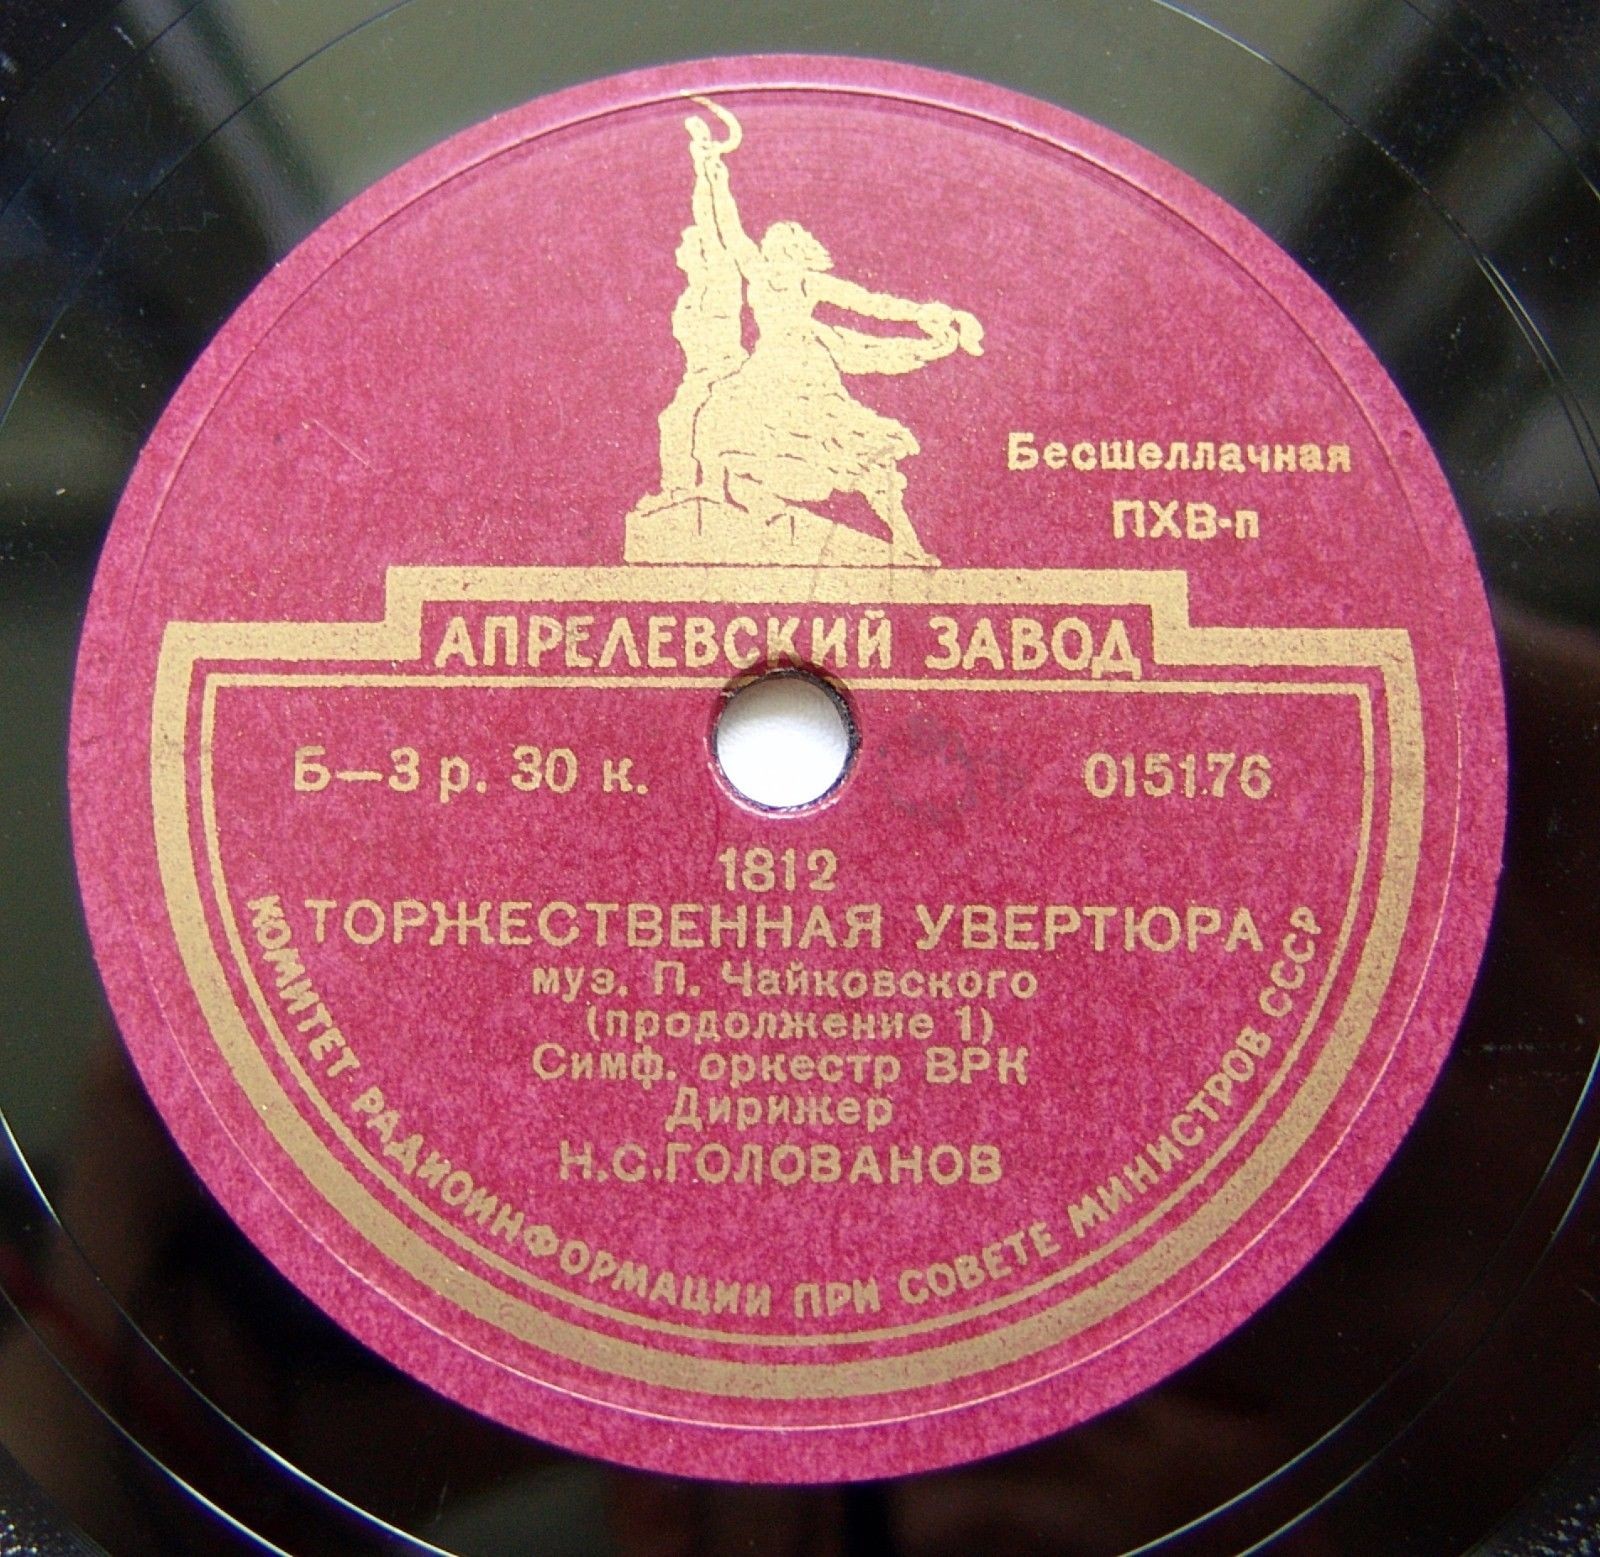 Бесшеллачная
ПХВ-п
АПРЕЛЕВСКИЙ ЗАВОД
Б–3 р. 30 к.
015176
1812
ТОРЖЕСТВЕННАЯ УВЕРТЮРА
муз. П. Чайковского
(продолжение 1)
Симф. оркестр ВРК
Дирижер
Н.С.ГОЛОВАНОВ
КОМИТЕТ РАДИОИНФОРМАЦИИ ПРИ СОВЕТЕ МИНИСТРОВ СССР